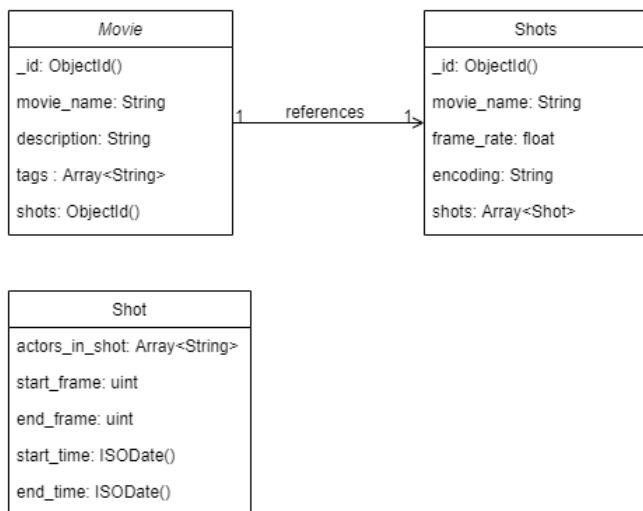 Movie
_id: ObjectId()
movie_name: String
description: String
tags : Array<String>
shots: ObjectId()
1 references 1
Shots
_id: ObjectId()
movie_name: String
frame_rate: float
encoding: String
shots: Array<Shot>
Shot
actors_in_shot: Array<String>
start_frame: uint
end_frame: uint
start_time: ISODate()
end_time: ISODate()